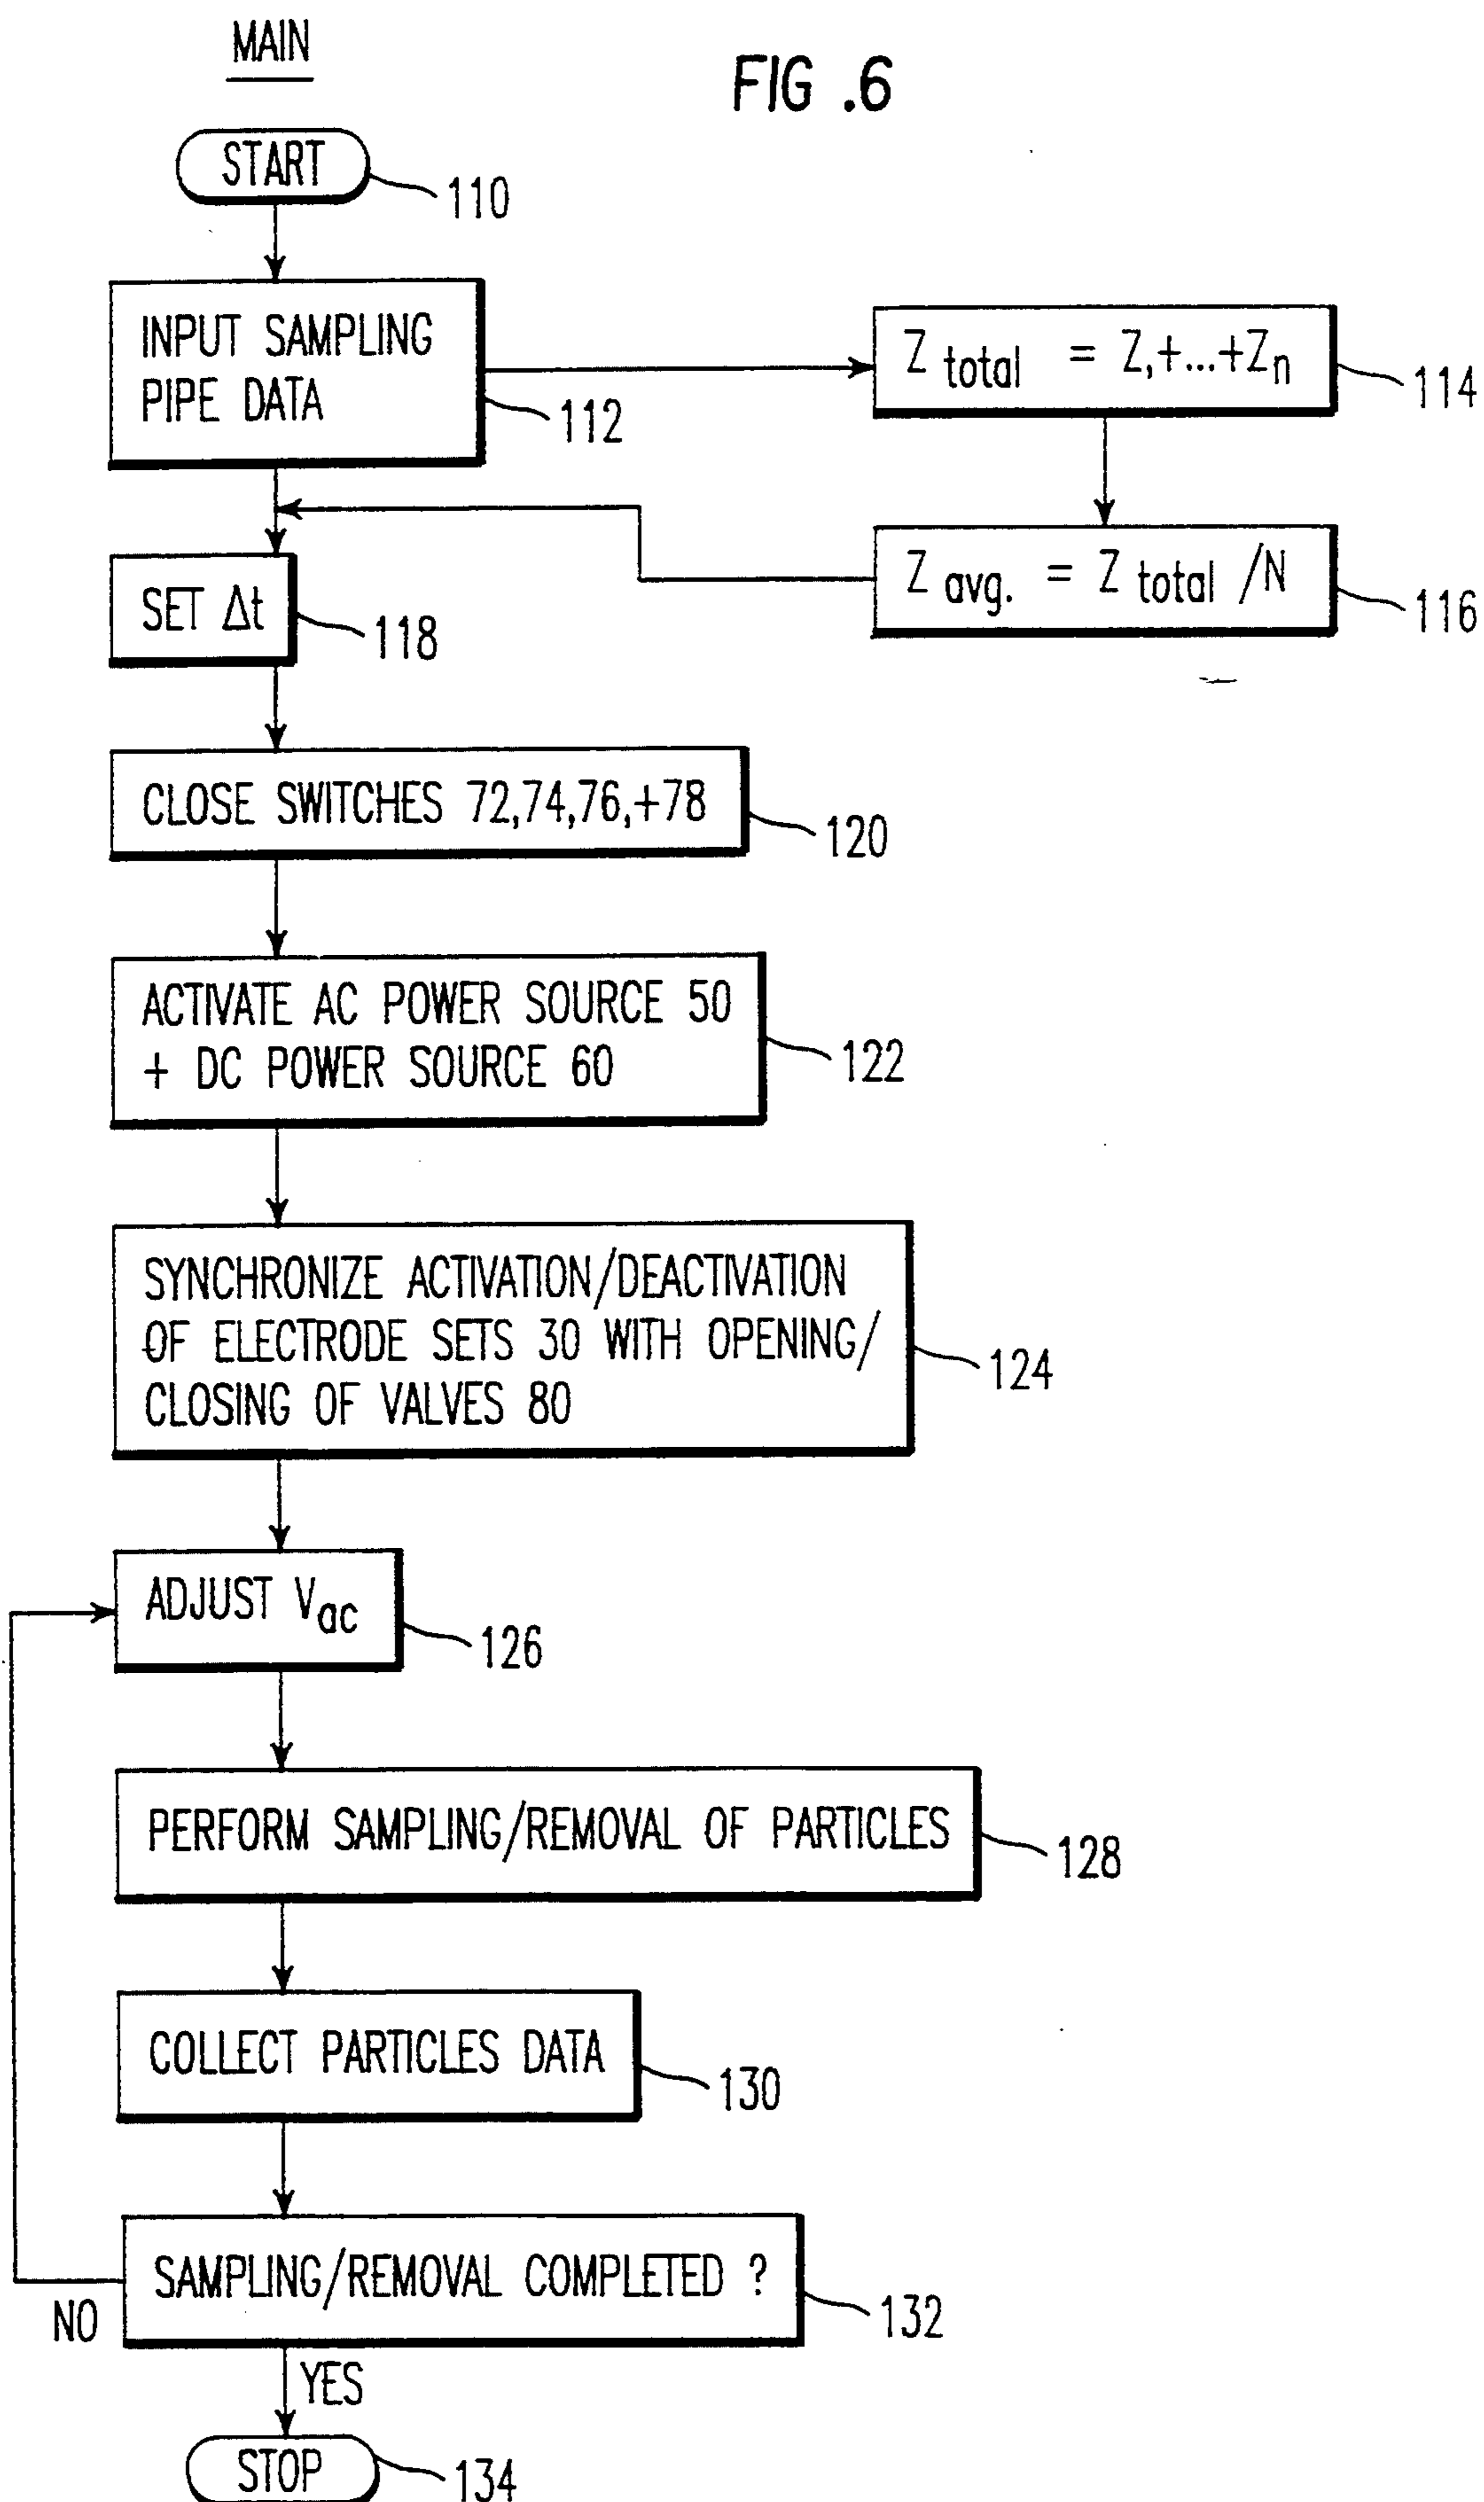 MAIN
FIG .6
START
110
INPUT SAMPLING
PIPE DATA
112
Z total = Z,+...+Zn
114
Z avg. = Z total /N
116
SET Δt
118
CLOSE SWITCHES 72,74,76,+78
120
ACTIVATE AC POWER SOURCE 50
+ DC POWER SOURCE 60
122
SYNCHRONIZE ACTIVATION/DEACTIVATION
OF ELECTRODE SETS 30 WITH OPENING/
CLOSING OF VALVES 80
124
ADJUST Vac
126
PERFORM SAMPLING/REMOVAL OF PARTICLES
128
COLLECT PARTICLES DATA
130
SAMPLING/REMOVAL COMPLETED ?
132
NO
YES
STOP
134